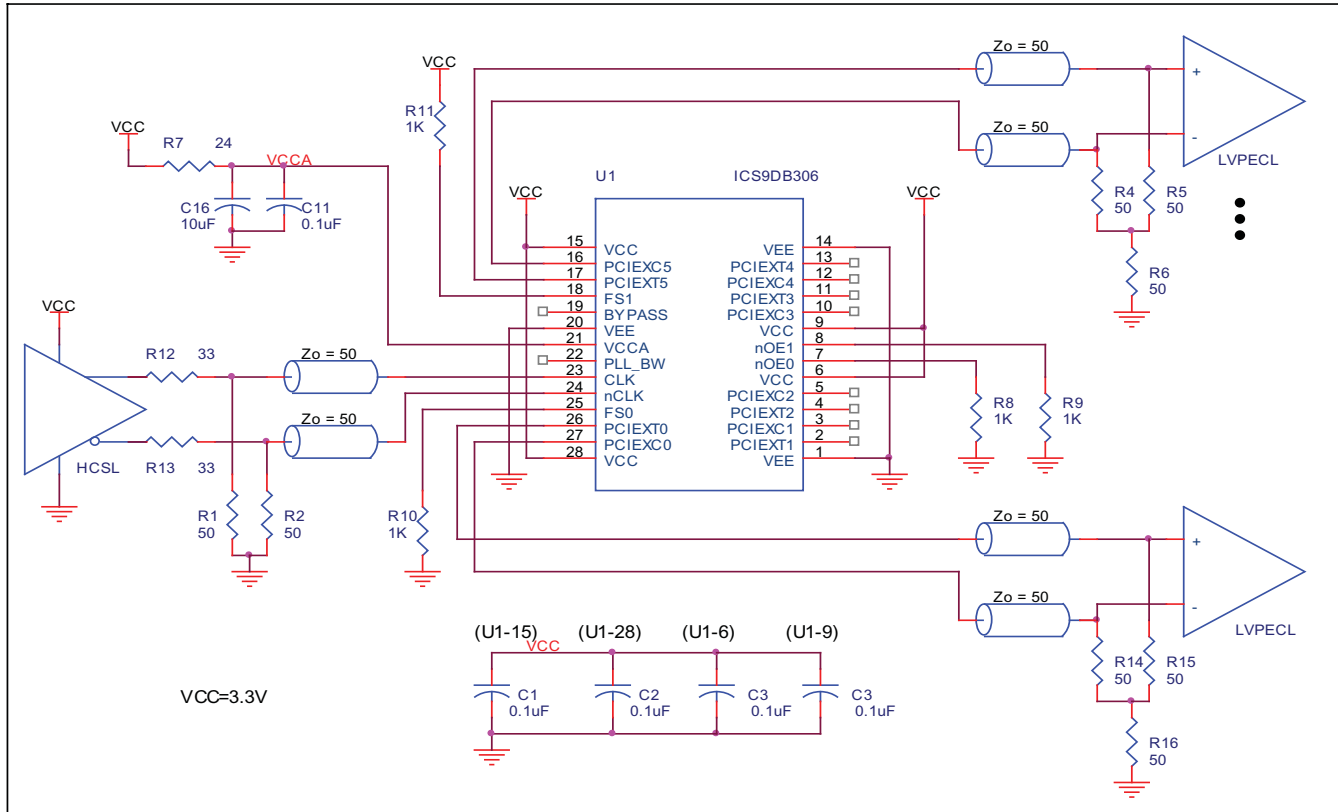 VCC
R7 24
VCCA
C16
10uF
C11
0.1uF
VCC
R11
1K
Zo = 50
Zo = 50
+
-
LVPECL
R4
50
R5
50
R6
50
U1
ICS9DB306
VCC
VCC
15 VCC
16 PCIEXC5
17 PCIEXT5
18 FS1
19 BYPASS
20 VEE
21 VCCA
22 PLL_BW
23 CLK
24 nCLK
25 FS0
26 PCIEXT0
27 PCIEXC0
28 VCC
VEE 14
PCIEXT4 13
PCIEXC4 12
PCIEXT3 11
PCIEXC3 10
VCC 9
nOE1 8
nOE0 7
VCC 6
PCIEXC2 5
PCIEXT2 4
PCIEXC1 3
PCIEXT1 2
VEE 1
VCC
R12 33
Zo = 50
Zo = 50
HCSL
R13 33
R1
50
R2
50
R10
1K
R8
1K
R9
1K
Zo = 50
Zo = 50
+
-
LVPECL
R14
50
R15
50
R16
50
(U1-15)
(U1-28)
(U1-6)
(U1-9)
VCC
C1
0.1uF
C2
0.1uF
C3
0.1uF
C3
0.1uF
VCC=3.3V